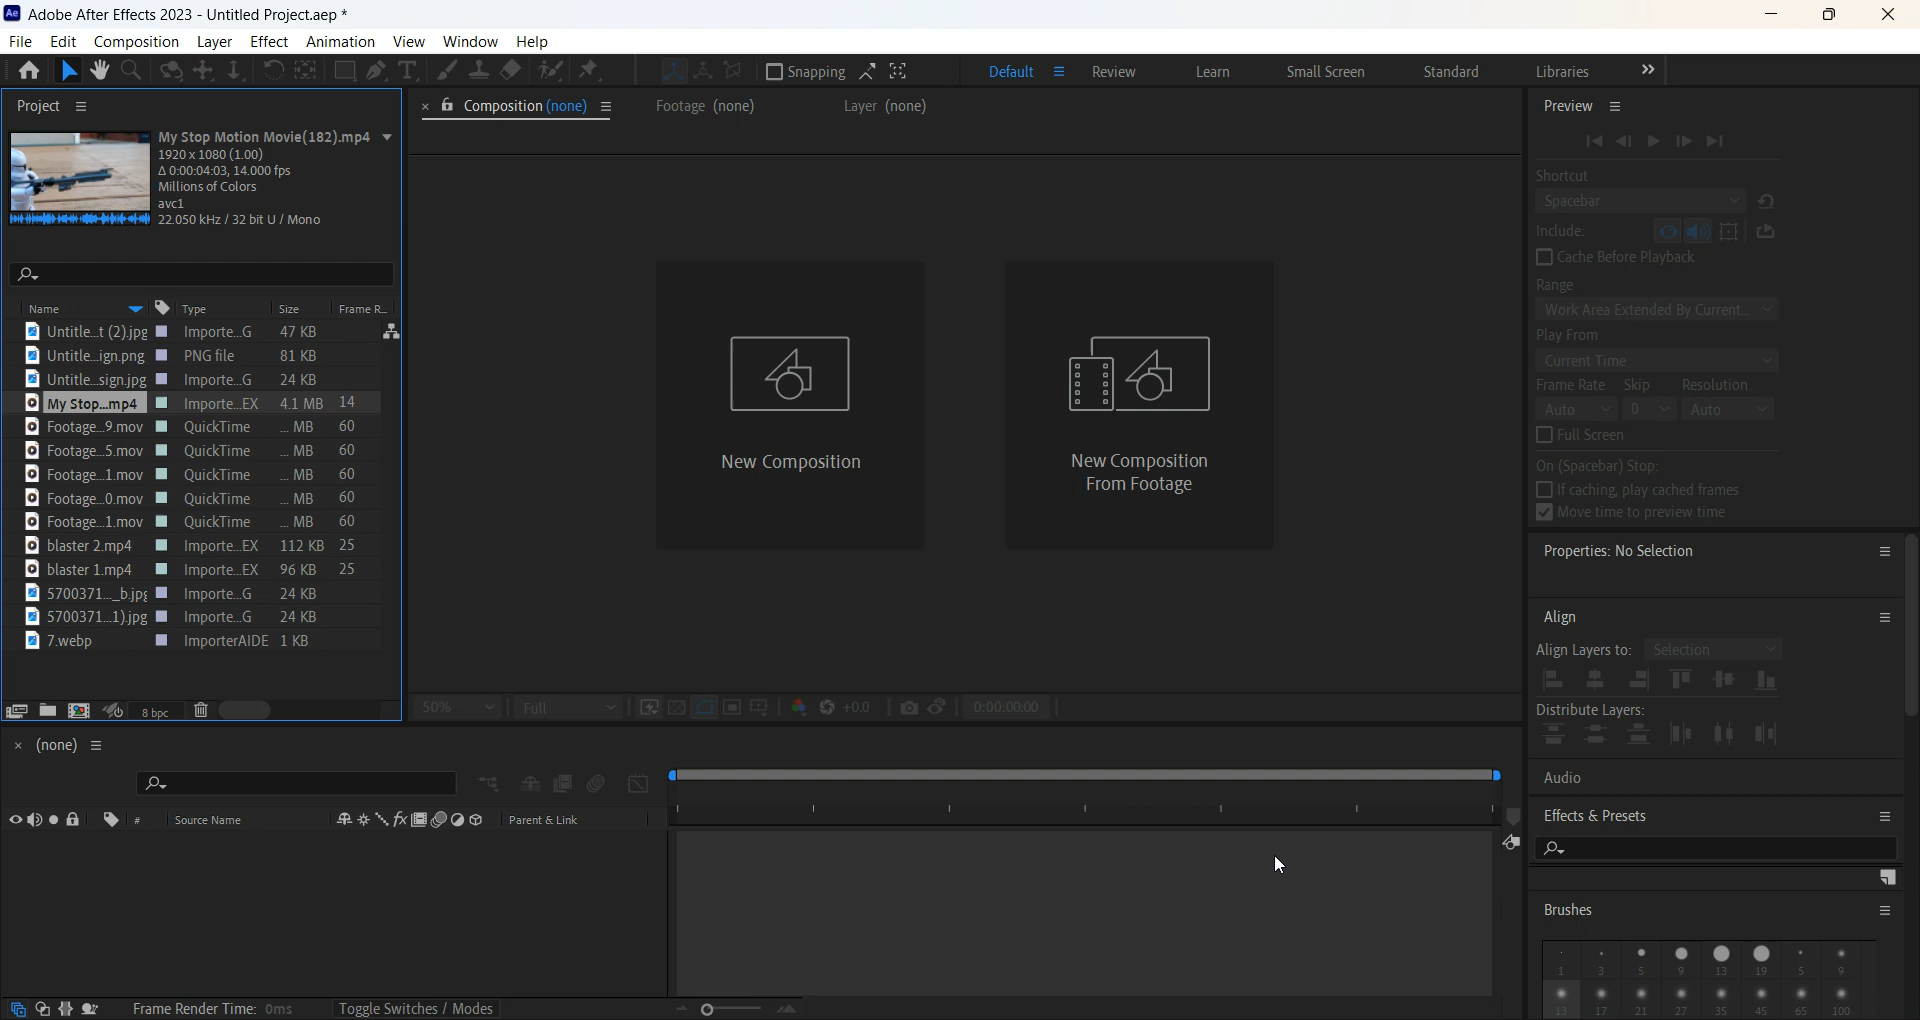 Adobe After Effects 2023 - Untitled Project.aep *
File Edit Composition Layer Effect Animation View Window Help
Snapping Default Review Learn Small Screen Standard Libraries
Project
My Stop Motion Movie(182).mp4
1920 x 1080 (1.00)
Δ 0:00:04:03, 14.000 fps
Millions of Colors
avc1
22.050 kHz / 32 bit U / Mono
Name Type Size Frame R...
Untitle...t (2).jpg Importe...G 47 KB
Untitle...ign.png PNG file 81 KB
Untitle...sign.jpg Importe...G 24 KB
My Stop...mp4 Importe...EX 4.1 MB 14
Footage...9.mov QuickTime ... MB 60
Footage...5.mov QuickTime ... MB 60
Footage...1.mov QuickTime ... MB 60
Footage...0.mov QuickTime ... MB 60
Footage...1.mov QuickTime ... MB 60
blaster 2.mp4 Importe...EX 112 KB 25
blaster 1.mp4 Importe...EX 96 KB 25
5700371..._b.jpg Importe...G 24 KB
5700371...1).jpg Importe...G 24 KB
7.webp ImporterAIDE 1 KB
8 bpc
Composition (none) Footage (none) Layer (none)
New Composition
New Composition
From Footage
50% Full +0.0 0:00:00:00
Preview
Shortcut
Spacebar
Include:
Cache Before Playback
Range
Work Area Extended By Current...
Play From
Current Time
Frame Rate Skip Resolution
Auto 0 Auto
Full Screen
On (Spacebar) Stop:
If caching, play cached frames
Move time to preview time
Properties: No Selection
Align
Align Layers to: Selection
Distribute Layers:
Audio
Effects & Presets
Brushes
1 3 5 9 13 19 5 9
13 17 21 27 35 45 65 100
(none)
# Source Name fx Parent & Link
Frame Render Time: 0ms Toggle Switches / Modes